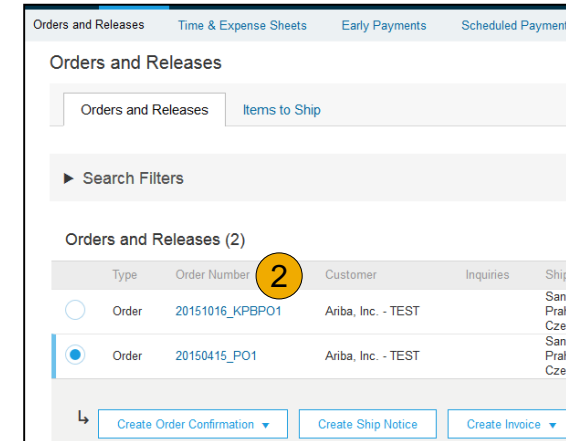 Orders and Releases Time & Expense Sheets Early Payments Scheduled Payment
Orders and Releases
Orders and Releases Items to Ship
► Search Filters
Orders and Releases (2)
Type Order Number 2 Customer Inquiries Ship
Order 20151016_KPBPO1 Ariba, Inc. - TEST San
Prah
Cze
Order 20150415_PO1 Ariba, Inc. - TEST San
Prah
Cze
Create Order Confirmation ▼ Create Ship Notice Create Invoice ▼